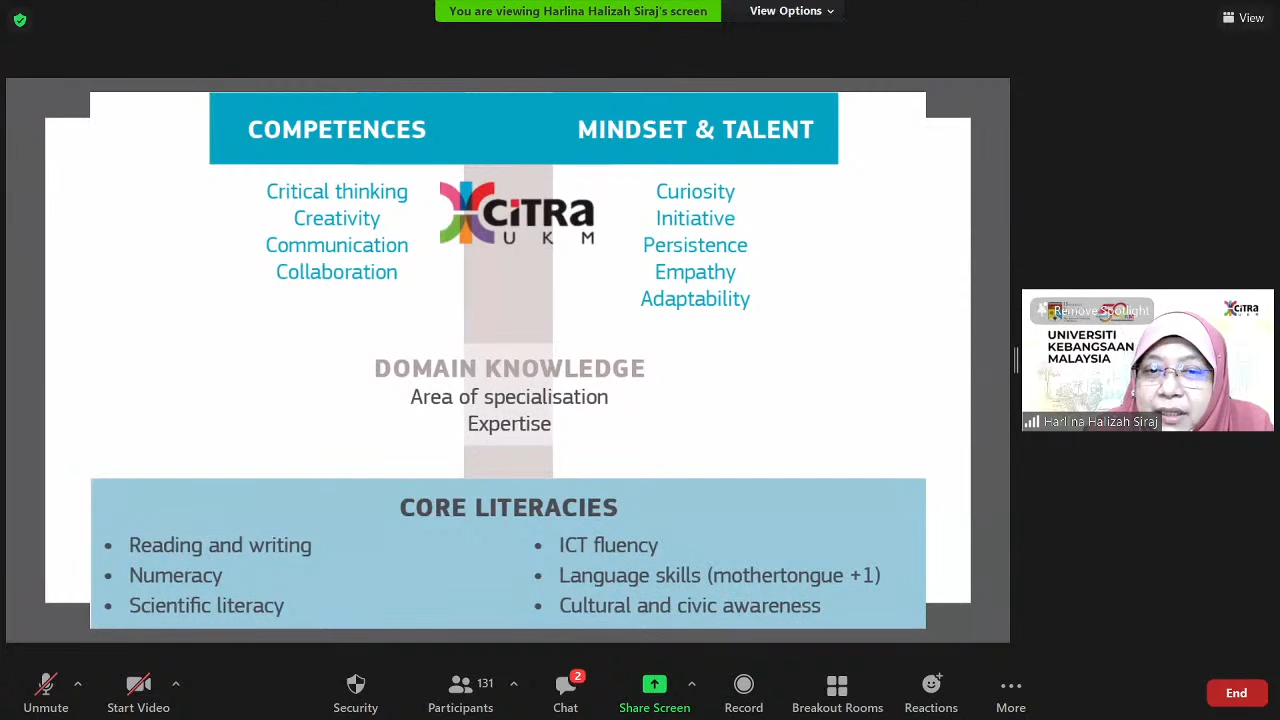 You are viewing Harlina Halizah Siraj's screen
View Options
View
COMPETENCES
MINDSET & TALENT
Critical thinking
Creativity
Communication
Collaboration
CiTRa
UKM
Curiosity
Initiative
Persistence
Empathy
Adaptability
DOMAIN KNOWLEDGE
Area of specialisation
Expertise
CORE LITERACIES
• Reading and writing
• Numeracy
• Scientific literacy
• ICT fluency
• Language skills (mothertongue +1)
• Cultural and civic awareness
Remove Spotlight
CiTRa
UKM
UNIVERSITI
KEBANGSAAN
MALAYSIA
Harlina Halizah Siraj
Unmute
Start Video
Security
131
Participants
2
Chat
Share Screen
Record
Breakout Rooms
Reactions
More
End